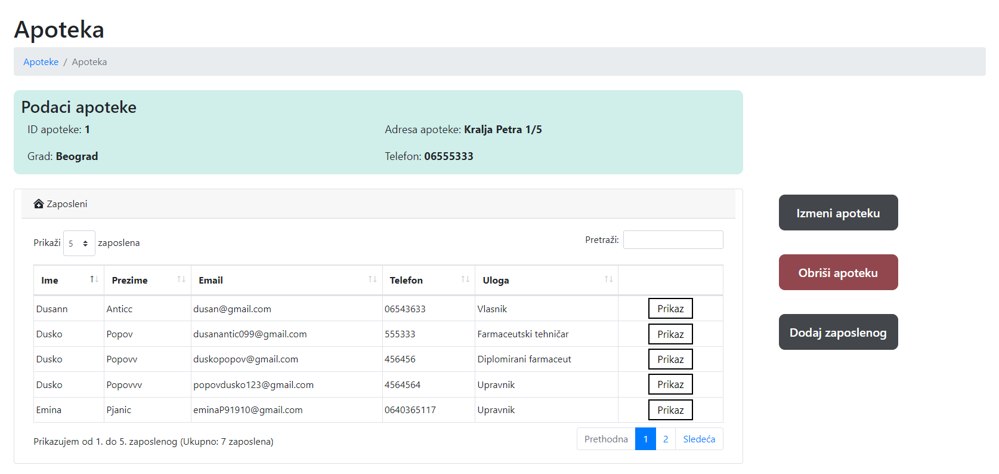 Apoteka
Apoteke / Apoteka
Podaci apoteke
ID apoteke: 1 Adresa apoteke: Kralja Petra 1/5
Grad: Beograd Telefon: 06555333
Zaposleni
Prikaži 5 zaposlena Pretraži:
Ime Prezime Email Telefon Uloga
Dusann Anticc dusan@gmail.com 06543633 Vlasnik Prikaz
Dusko Popov dusanantic099@gmail.com 555333 Farmaceutski tehničar Prikaz
Dusko Popovv duskopopov@gmail.com 456456 Diplomirani farmaceut Prikaz
Dusko Popovvv popovdusko123@gmail.com 4564564 Upravnik Prikaz
Emina Pjanic eminaP91910@gmail.com 0640365117 Upravnik Prikaz
Prikazujem od 1. do 5. zaposlenog (Ukupno: 7 zaposlena) Prethodna 1 2 Sledeća
Izmeni apoteku
Obriši apoteku
Dodaj zaposlenog